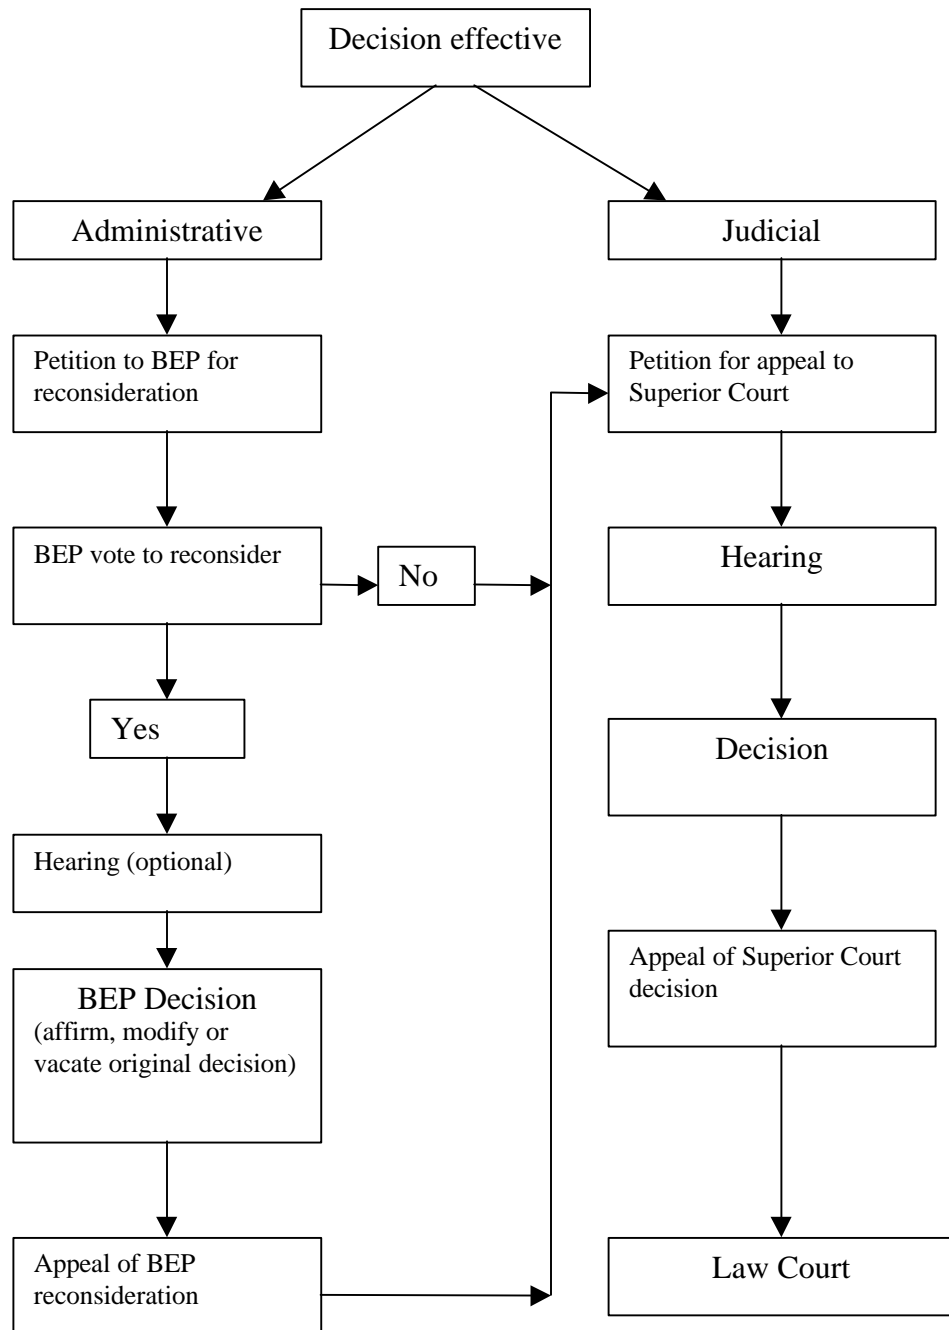 Decision effective
Administrative
Judicial
Petition to BEP for
reconsideration
Petition for appeal to
Superior Court
BEP vote to reconsider
No
Hearing
Yes
Decision
Hearing (optional)
Appeal of Superior Court
decision
BEP Decision
(affirm, modify or
vacate original decision)
Appeal of BEP
reconsideration
Law Court